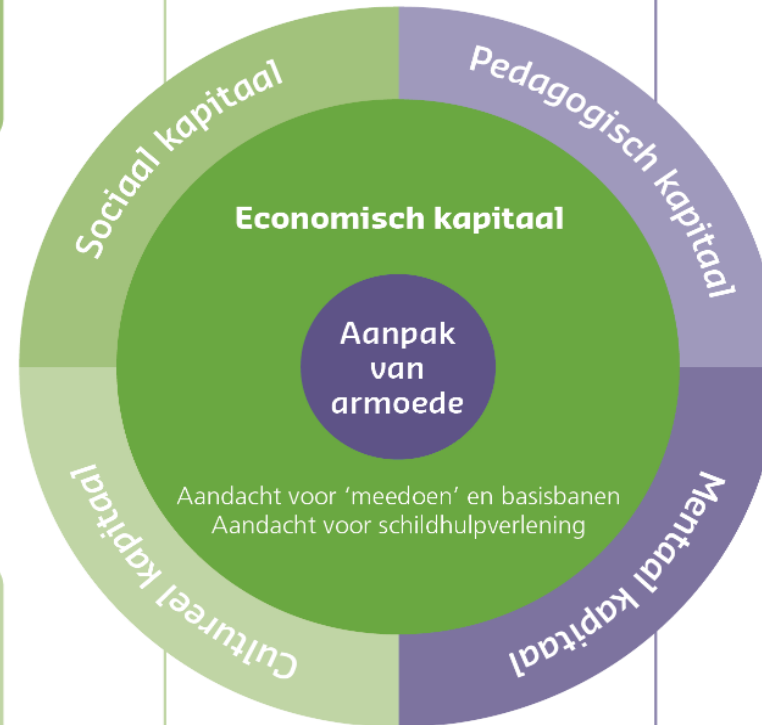 Sociaal kapitaal
Pedagogisch kapitaal
Economisch kapitaal
Aanpak
van
armoede
Aandacht voor ‘meedoen’ en basisbanen
Aandacht voor schildhulpverlening
Cultureel kapitaal
Mentaal kapitaal